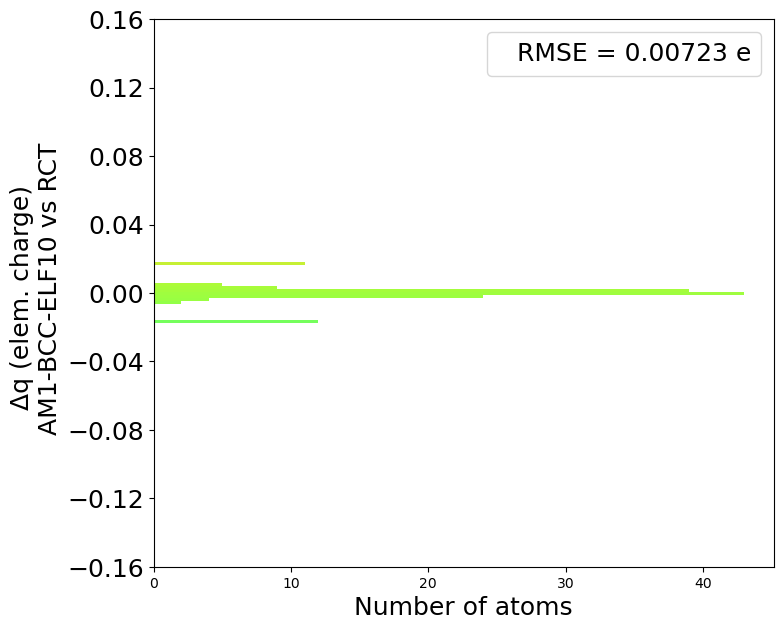 RMSE = 0.00723 e
0.16
0.12
0.08
0.04
0.00
−0.04
−0.08
−0.12
−0.16
Δq (elem. charge)
AM1-BCC-ELF10 vs RCT
0 10 20 30 40
Number of atoms